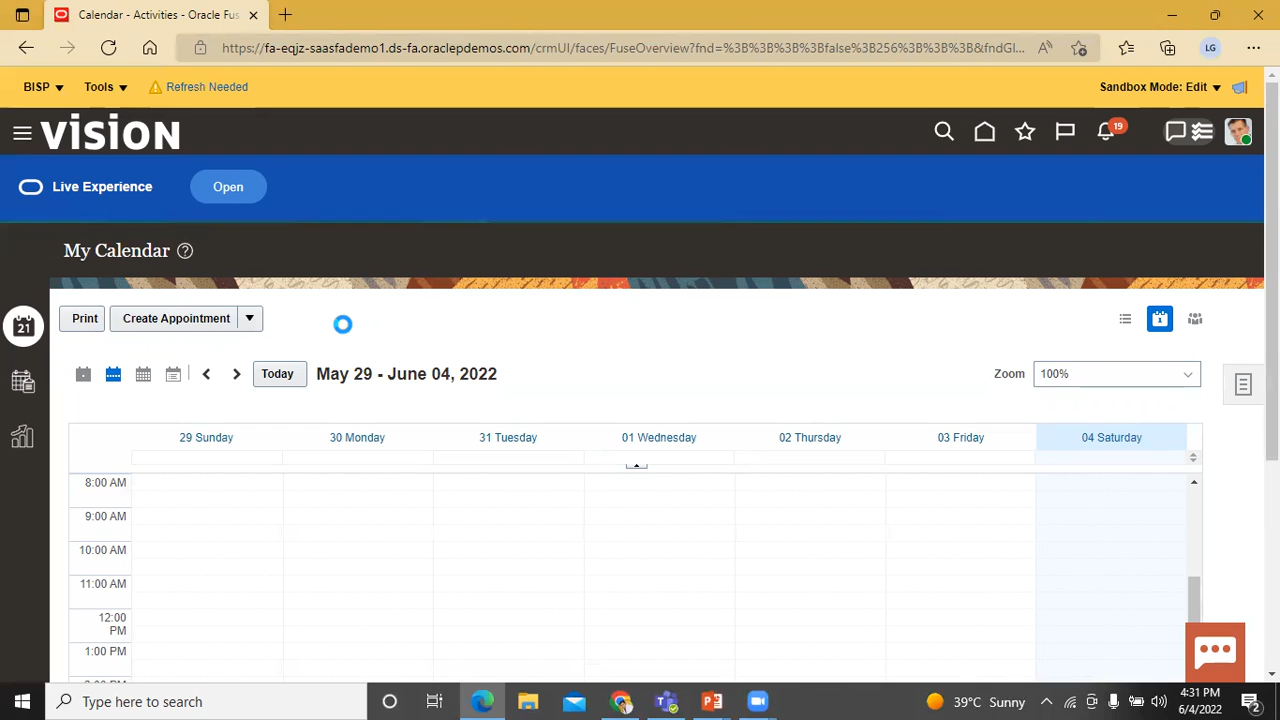 Calendar - Activities - Oracle Fus
https://fa-eqjz-saasfademo1.ds-fa.oraclepdemos.com/crmUI/faces/FuseOverview?fnd=%3B%3B%3B%3Bfalse%3B256%3B%3B%3B&fndGl...
LG
BISP
Tools
Refresh Needed
Sandbox Mode: Edit
VISION
19
Live Experience
Open
My Calendar ?
21
Print
Create Appointment
1
Today
May 29 - June 04, 2022
Zoom
100%
29 Sunday
30 Monday
31 Tuesday
01 Wednesday
02 Thursday
03 Friday
04 Saturday
8:00 AM
9:00 AM
10:00 AM
11:00 AM
12:00
PM
1:00 PM
Type here to search
39°C Sunny
4:31 PM
6/4/2022
2